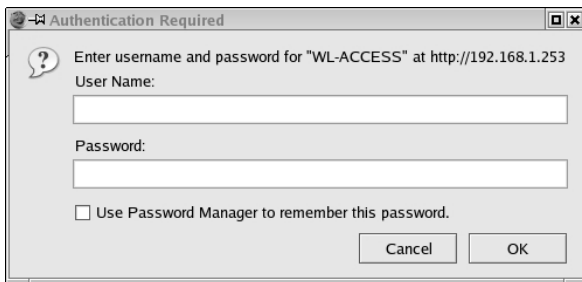 Authentication Required
Enter username and password for "WL-ACCESS" at http://192.168.1.253
User Name:
Password:
Use Password Manager to remember this password.
Cancel
OK